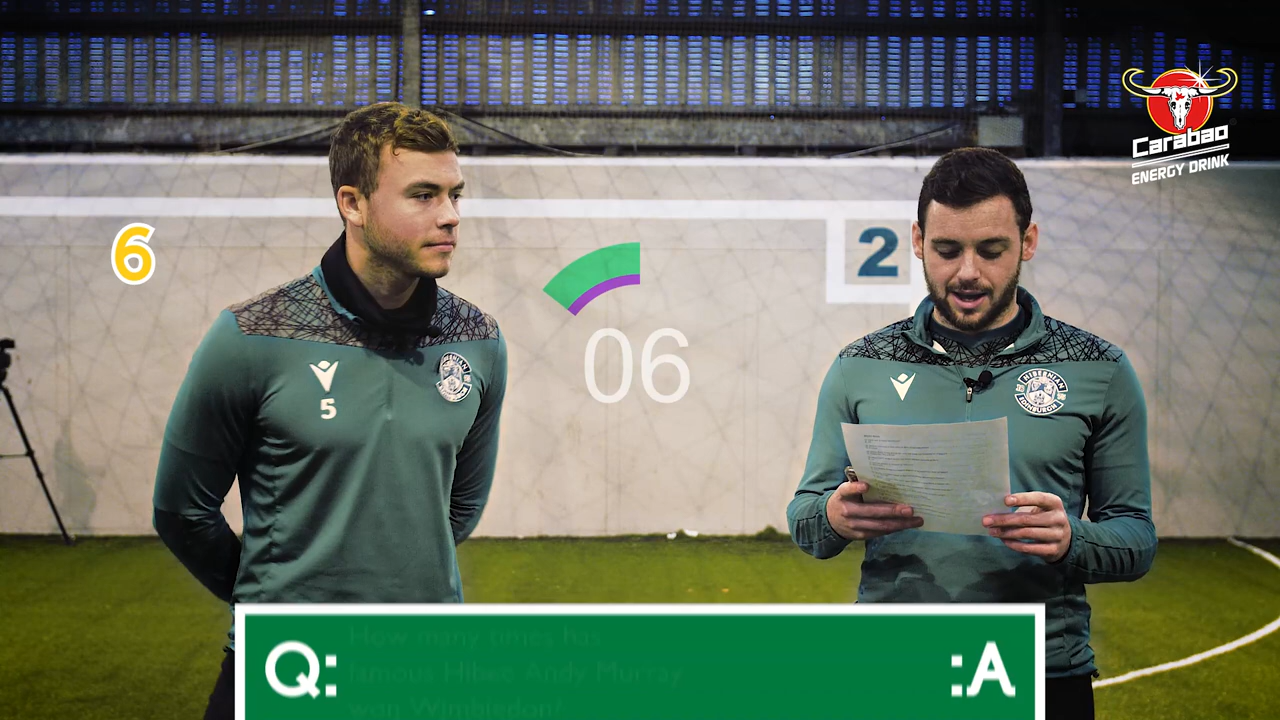 Carabao
ENERGY DRINK
6
2
06
5
HIBERNIAN
HIBERNIAN
EDINBURGH
Q:
How many times has
famous Hibee Andy Murray
won Wimbledon?
:A